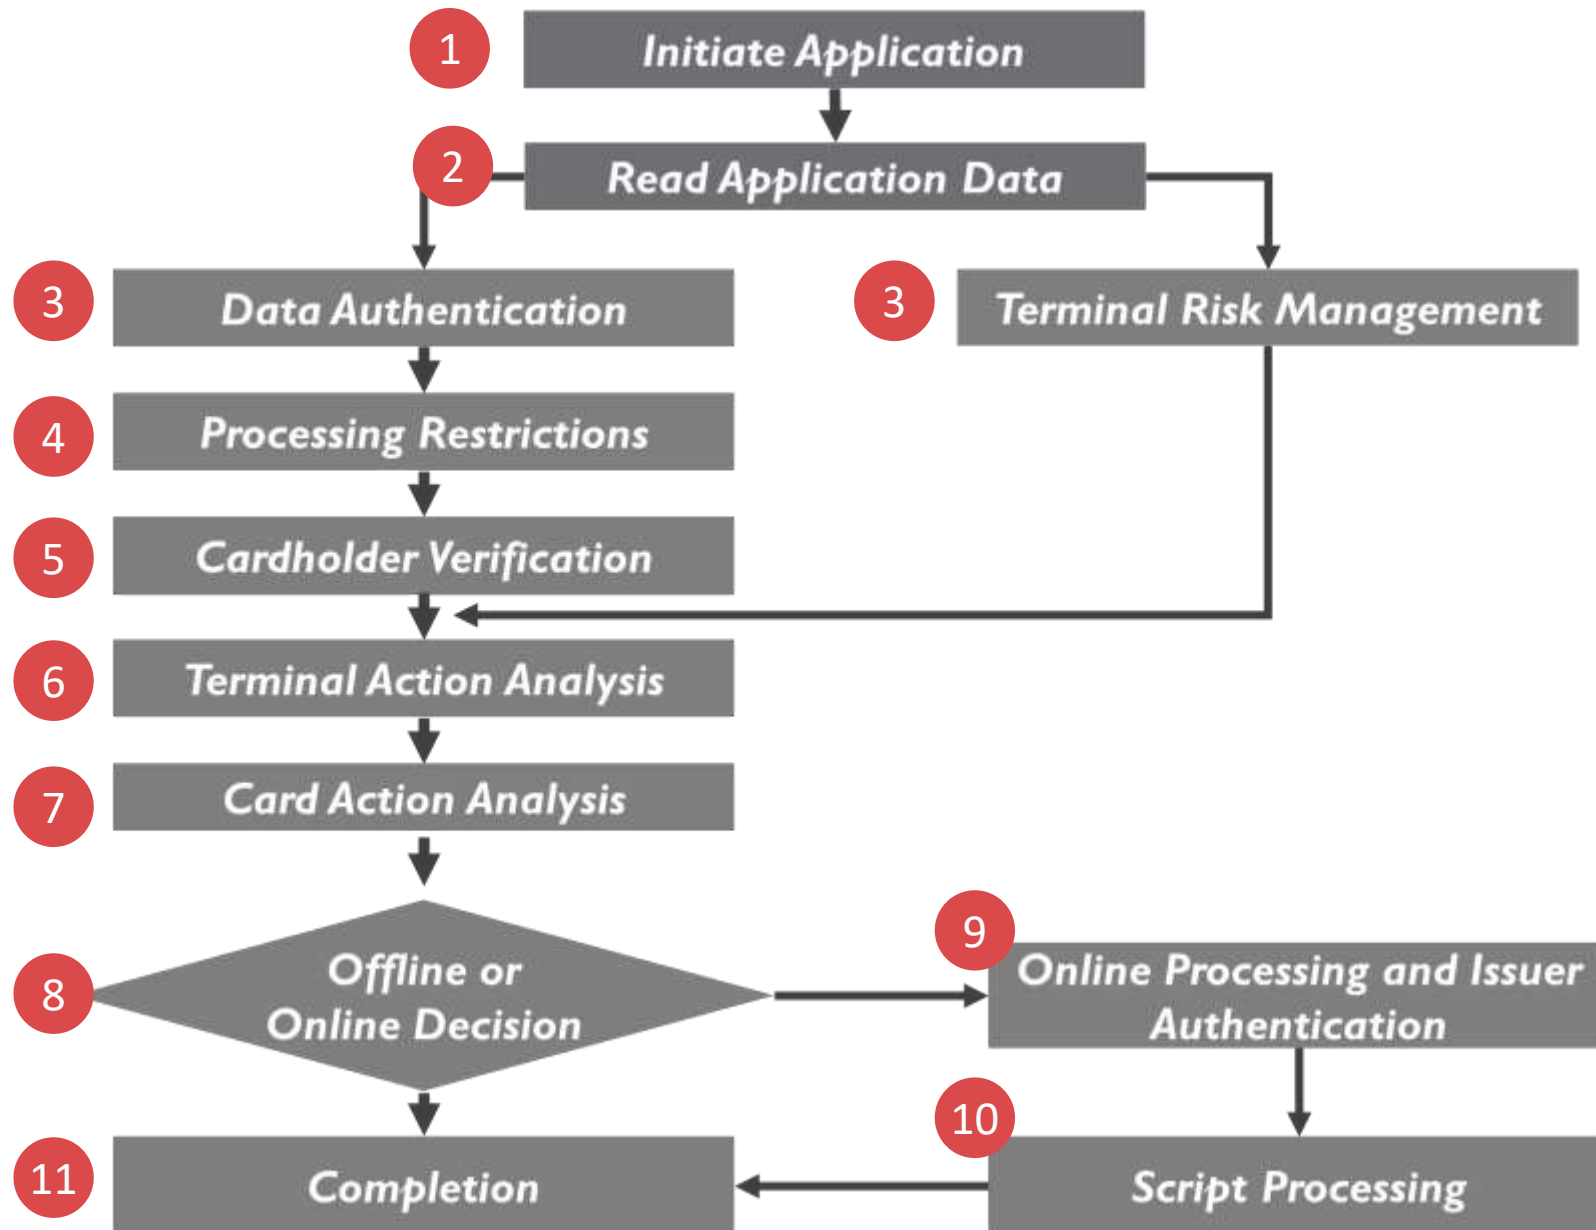 1
Initiate Application
2
Read Application Data
3
Data Authentication
3
Terminal Risk Management
4
Processing Restrictions
5
Cardholder Verification
6
Terminal Action Analysis
7
Card Action Analysis
8
Offline or
Online Decision
9
Online Processing and Issuer
Authentication
10
Script Processing
11
Completion